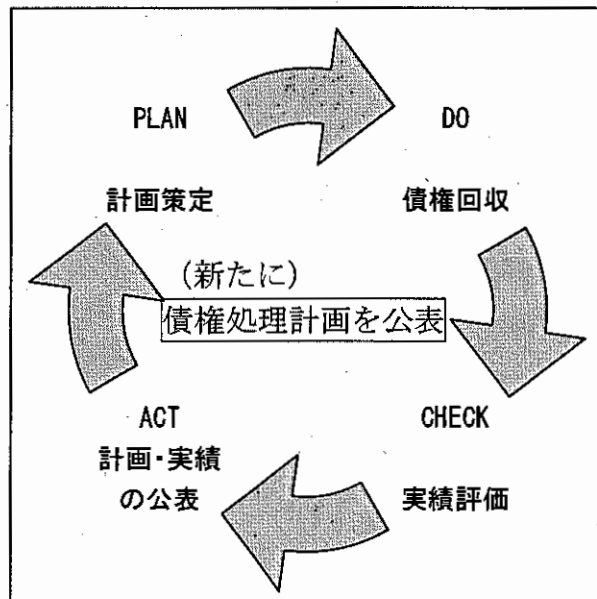 PLAN
計画策定
DO
債権回収
(新たに)
債権処理計画を公表
CHECK
実績評価
ACT
計画・実績
の公表